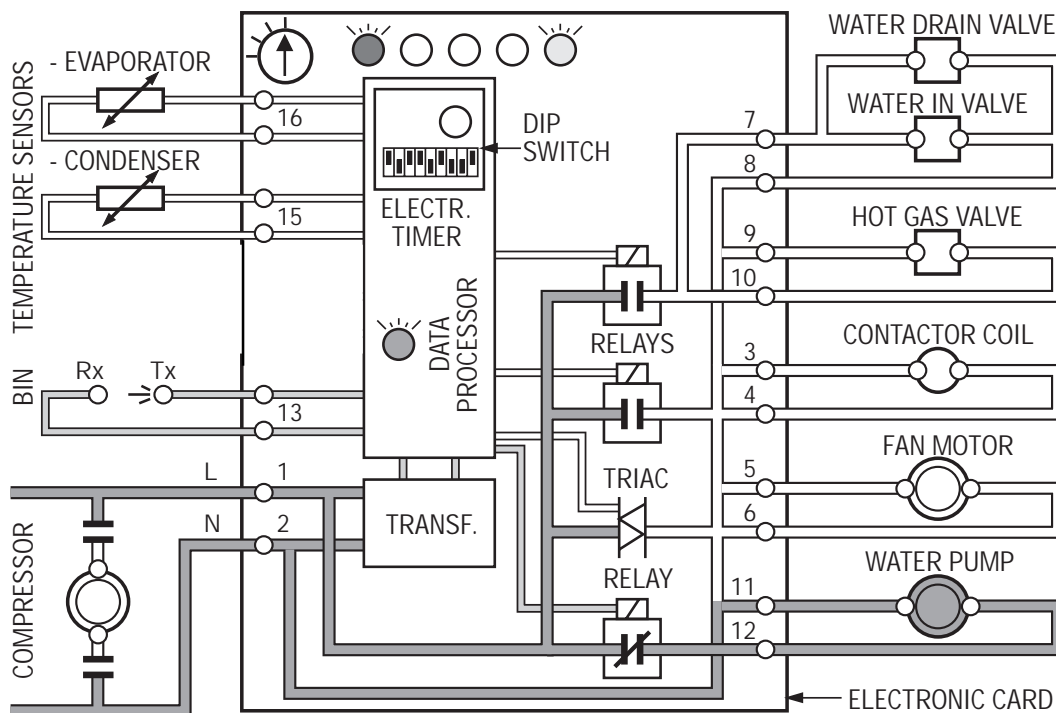 WATER DRAIN VALVE
- EVAPORATOR
TEMPERATURE SENSORS
16
DIP
SWITCH
WATER IN VALVE
7
8
- CONDENSER
15
ELECTR.
TIMER
HOT GAS VALVE
9
10
DATA
PROCESSOR
RELAYS
CONTACTOR COIL
3
4
BIN
Rx
Tx
13
FAN MOTOR
5
6
L
1
N
2
TRIAC
TRANSF.
COMPRESSOR
RELAY
WATER PUMP
11
12
ELECTRONIC CARD